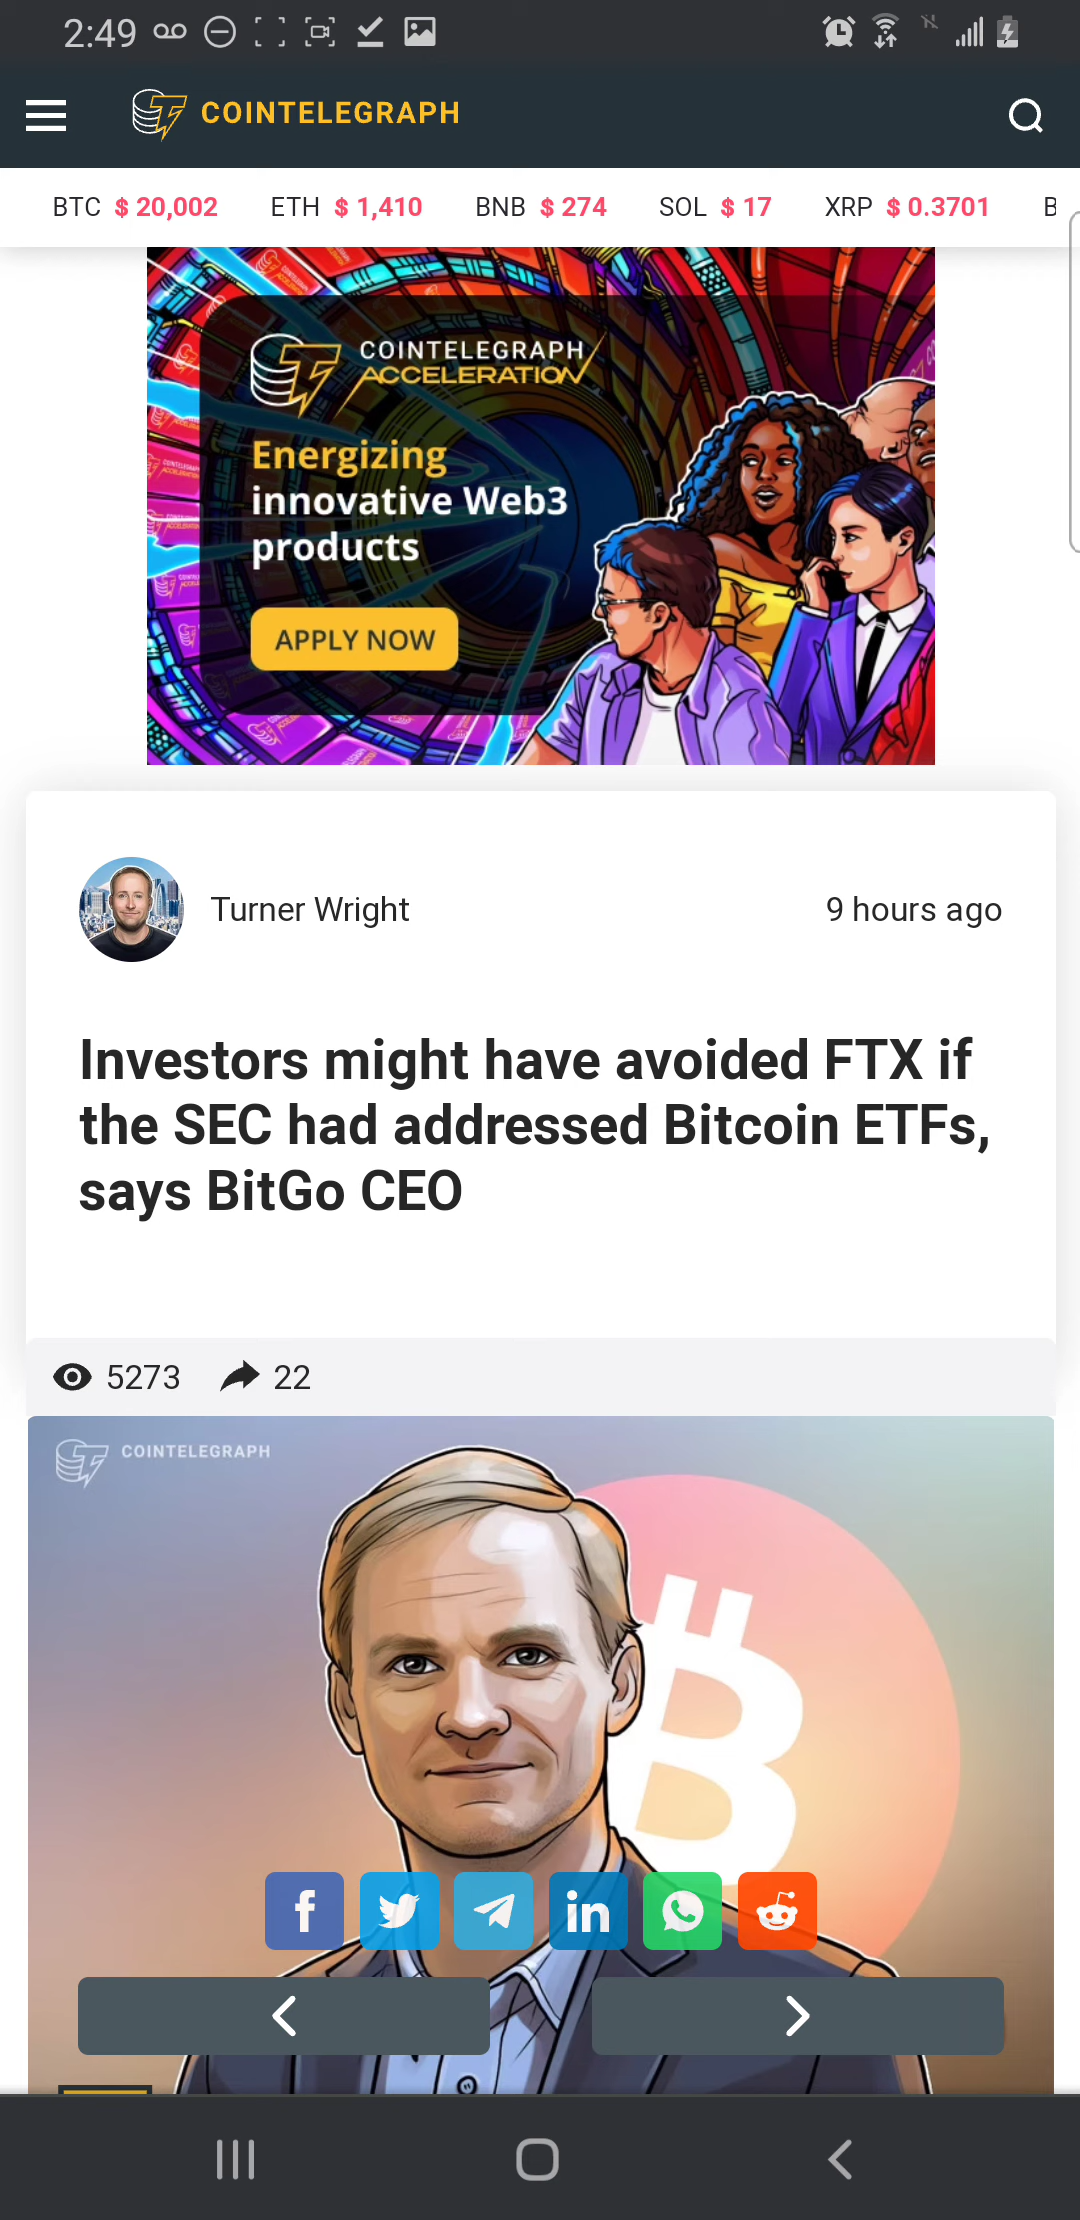 2:49
COINTELEGRAPH
BTC $ 20,002 ETH $ 1,410 BNB $ 274 SOL $ 17 XRP $ 0.3701 B
COINTELEGRAPH
ACCELERATION
Energizing
innovative Web3
products
APPLY NOW
Turner Wright 9 hours ago
Investors might have avoided FTX if
the SEC had addressed Bitcoin ETFs,
says BitGo CEO
5273 22
COINTELEGRAPH